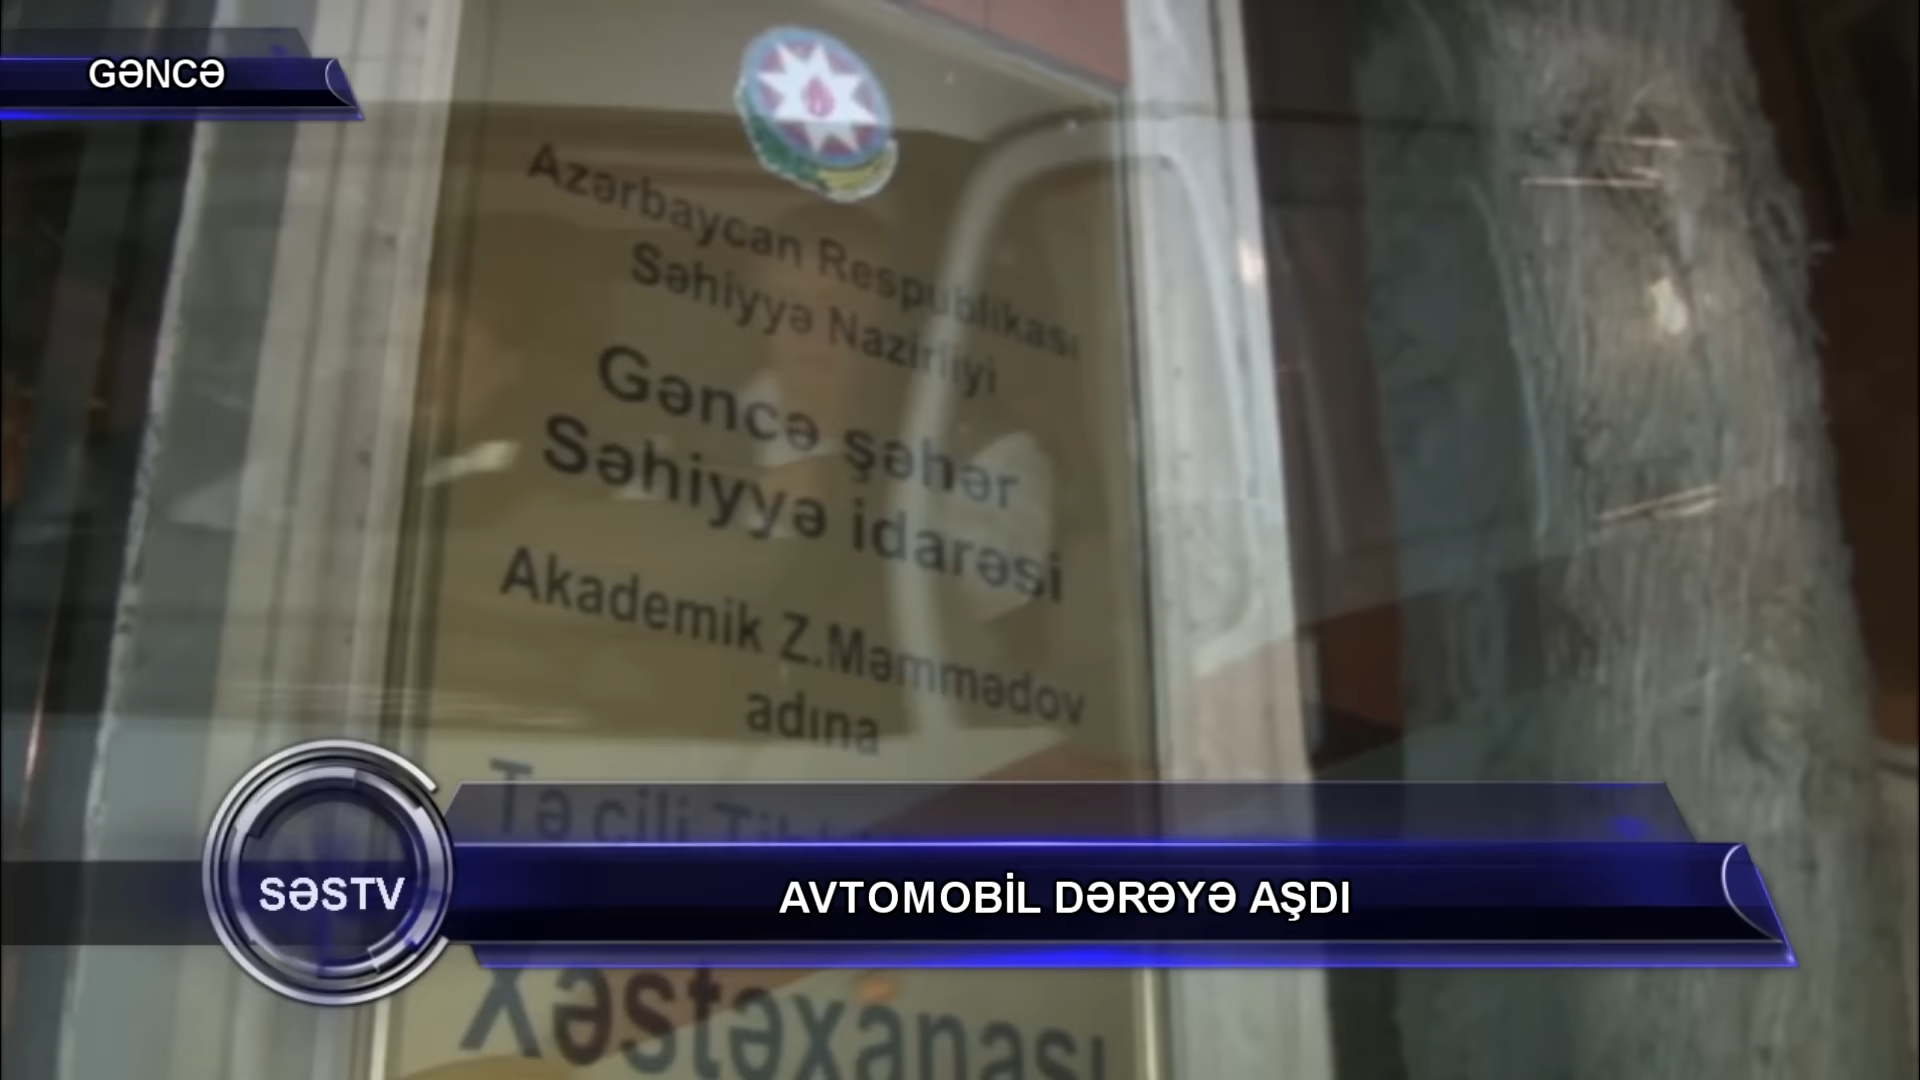 GƏNCƏ
Azərbaycan Respublikası
Səhiyyə Nazirliyi
Gəncə şəhər
Səhiyyə idarəsi
Akademik Z.Məmmədov
adına
Təcili
SƏSTV
AVTOMOBİL DƏRƏYƏ AŞDI
Xəstəxanası